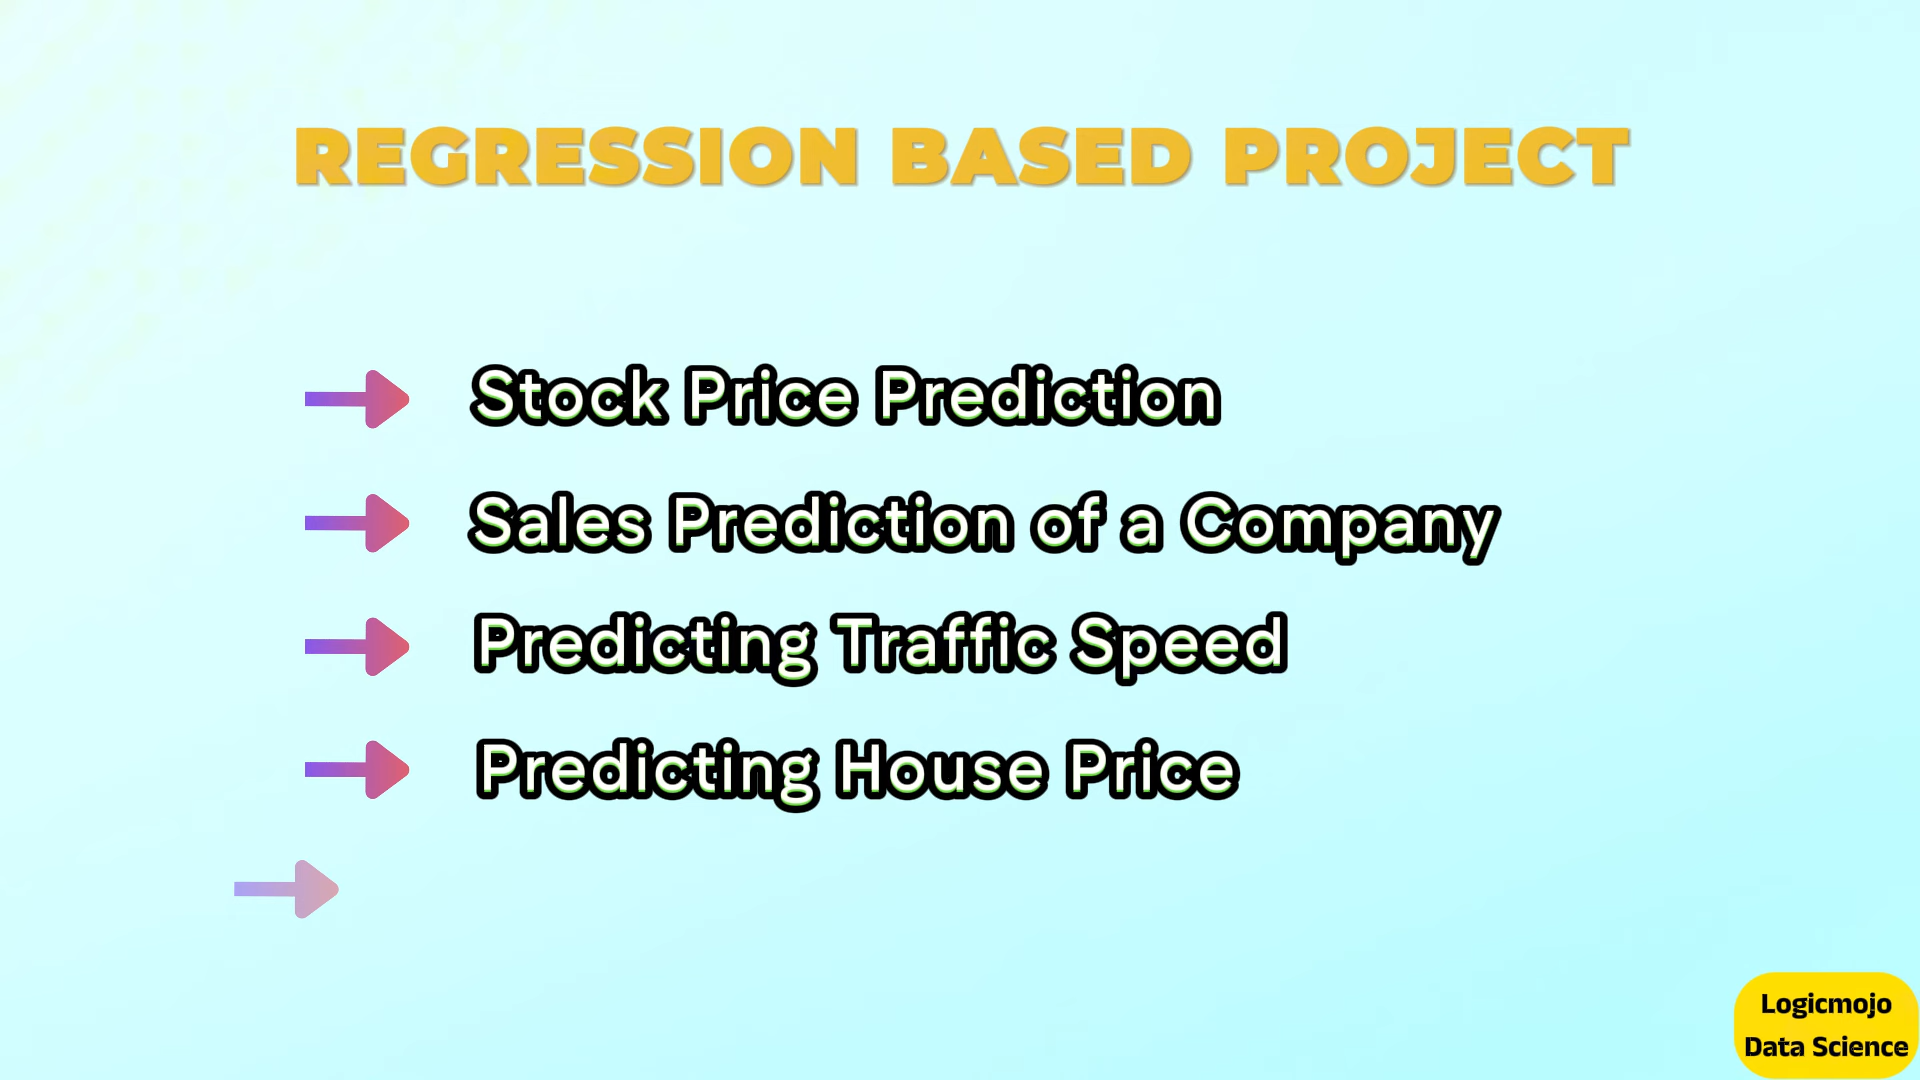 REGRESSION BASED PROJECT
Stock Price Prediction
Sales Prediction of a Company
Predicting Traffic Speed
Predicting House Price
Logicmojo
Data Science